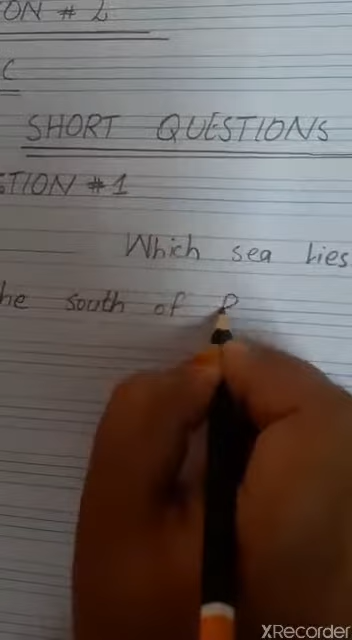 ON # 2
C
SHORT QUESTIONS
STION #1
Which sea lies
he south of P
XRecorder